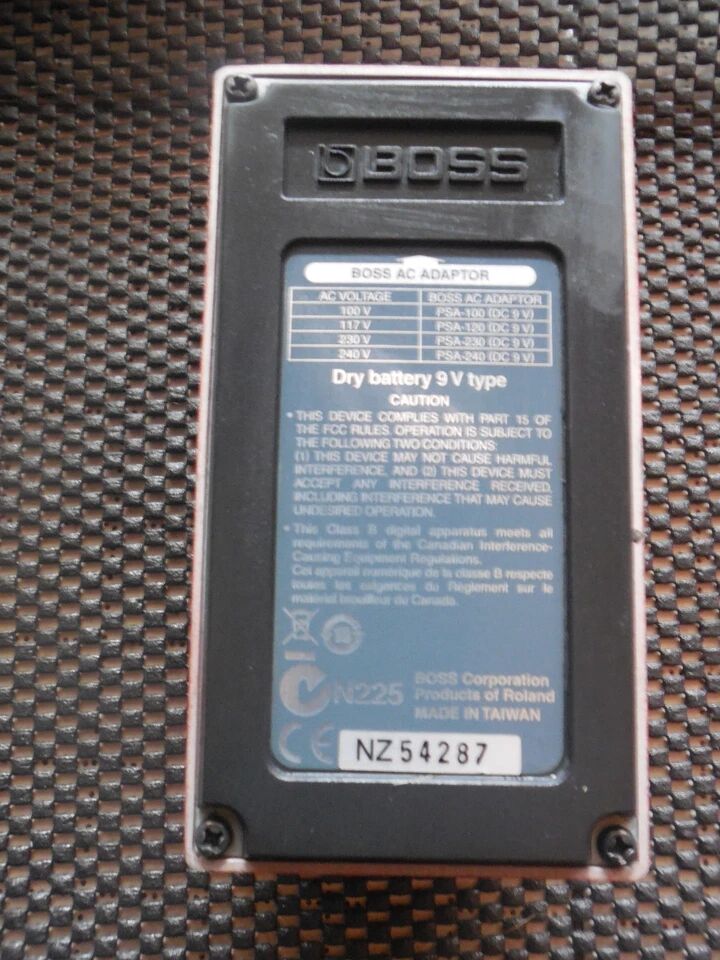 BOSS
BOSS AC ADAPTOR
AC VOLTAGE BOSS AC ADAPTOR
100 V PSA-100 (DC 9 V)
117 V PSA-120 (DC 9 V)
230 V PSA-230 (DC 9 V)
240 V PSA-240 (DC 9 V)
Dry battery 9 V type
CAUTION
• THIS DEVICE COMPLIES WITH PART 15 OF
THE FCC RULES. OPERATION IS SUBJECT TO
THE FOLLOWING TWO CONDITIONS:
(1) THIS DEVICE MAY NOT CAUSE HARMFUL
INTERFERENCE, AND (2) THIS DEVICE MUST
ACCEPT ANY INTERFERENCE RECEIVED,
INCLUDING INTERFERENCE THAT MAY CAUSE
UNDESIRED OPERATION.
• This Class B digital apparatus meets all
requirements of the Canadian Interference-
Causing Equipment Regulations.
Cet appareil numérique de la classe B respecte
toutes les exigences du Règlement sur le
matériel brouilleur du Canada.
N225
BOSS Corporation
Products of Roland
MADE IN TAIWAN
CE
NZ54287